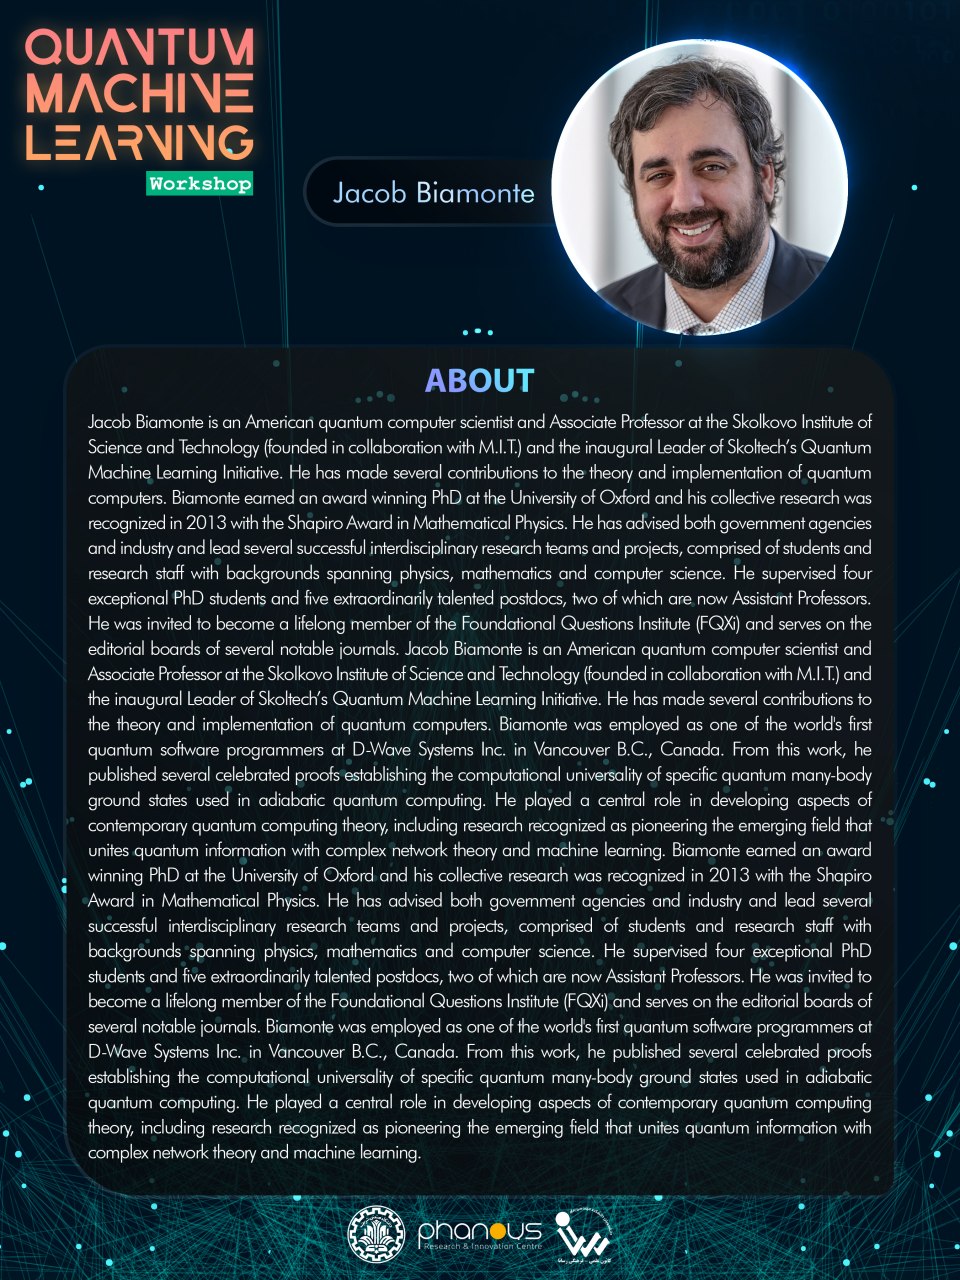 QUANTUM
MACHINE
LEARNING
Workshop
Jacob Biamonte
ABOUT
Jacob Biamonte is an American quantum computer scientist and Associate Professor at the Skolkovo Institute of
Science and Technology (founded in collaboration with M.I.T.) and the inaugural Leader of Skoltech's Quantum
Machine Learning Initiative. He has made several contributions to the theory and implementation of quantum
computers. Biamonte earned an award winning PhD at the University of Oxford and his collective research was
recognized in 2013 with the Shapiro Award in Mathematical Physics. He has advised both government agencies
and industry and lead several successful interdisciplinary research teams and projects, comprised of students and
research staff with backgrounds spanning physics, mathematics and computer science. He supervised four
exceptional PhD students and five extraordinarily talented postdocs, two of which are now Assistant Professors.
He was invited to become a lifelong member of the Foundational Questions Institute (FQXi) and serves on the
editorial boards of several notable journals. Jacob Biamonte is an American quantum computer scientist and
Associate Professor at the Skolkovo Institute of Science and Technology (founded in collaboration with M.I.T.) and
the inaugural Leader of Skoltech's Quantum Machine Learning Initiative. He has made several contributions to
the theory and implementation of quantum computers. Biamonte was employed as one of the world's first
quantum software programmers at D-Wave Systems Inc. in Vancouver B.C., Canada. From this work, he
published several celebrated proofs establishing the computational universality of specific quantum many-body
ground states used in adiabatic quantum computing. He played a central role in developing aspects of
contemporary quantum computing theory, including research recognized as pioneering the emerging field that
unites quantum information with complex network theory and machine learning. Biamonte earned an award
winning PhD at the University of Oxford and his collective research was recognized in 2013 with the Shapiro
Award in Mathematical Physics. He has advised both government agencies and industry and lead several
successful interdisciplinary research teams and projects, comprised of students and research staff with
backgrounds spanning physics, mathematics and computer science. He supervised four exceptional PhD
students and five extraordinarily talented postdocs, two of which are now Assistant Professors. He was invited to
become a lifelong member of the Foundational Questions Institute (FQXi) and serves on the editorial boards of
several notable journals. Biamonte was employed as one of the world's first quantum software programmers at
D-Wave Systems Inc. in Vancouver B.C., Canada. From this work, he published several celebrated proofs
establishing the computational universality of specific quantum many-body ground states used in adiabatic
quantum computing. He played a central role in developing aspects of contemporary quantum computing
theory, including research recognized as pioneering the emerging field that unites quantum information with
complex network theory and machine learning.
phanous
Research & Innovation Centre
کانون علمی - فرهنگی رسانا